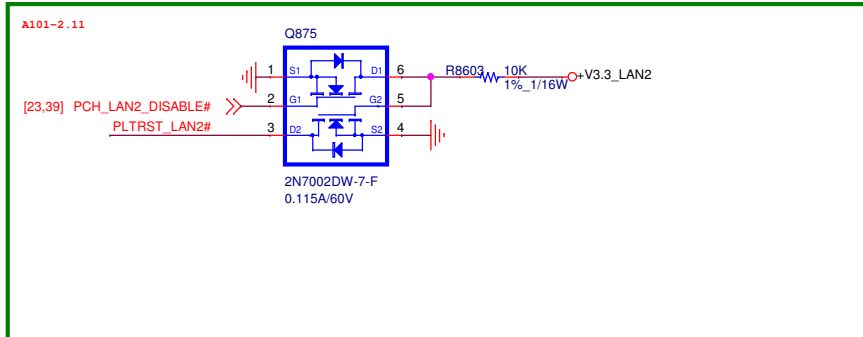 A101-2.11
Q875
1 S1 D1 6 R8603 10K +V3.3_LAN2
1%_1/16W
[23,39] PCH_LAN2_DISABLE# 2 G1 G2 5
PLTRST_LAN2# 3 D2 S2 4
2N7002DW-7-F
0.115A/60V